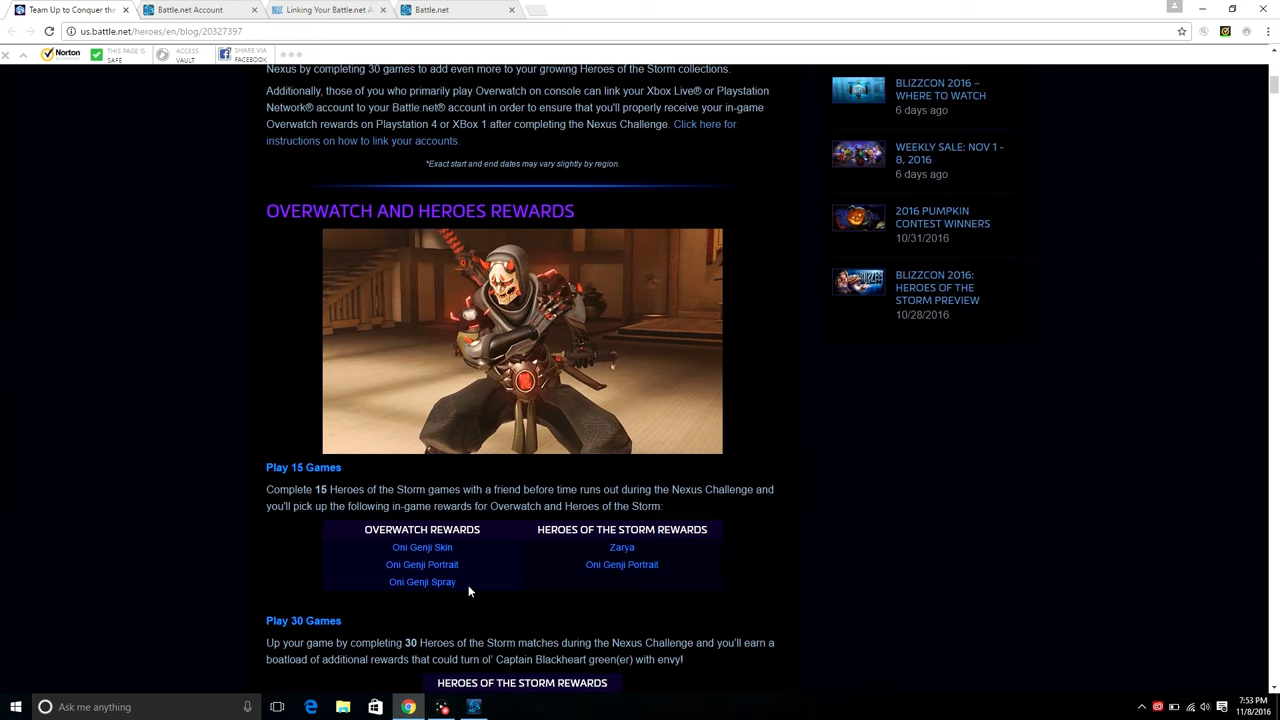 Team Up to Conquer the
Battle.net Account
Linking Your Battle.net A
Battle.net
us.battle.net/heroes/en/blog/20327397
Norton
THIS PAGE IS
SAFE
ACCESS
VAULT
SHARE VIA
FACEBOOK
Nexus by completing 30 games to add even more to your growing Heroes of the Storm collections.
Additionally, those of you who primarily play Overwatch on console can link your Xbox Live® or Playstation
Network® account to your Battle.net® account in order to ensure that you'll properly receive your in-game
Overwatch rewards on Playstation 4 or XBox 1 after completing the Nexus Challenge. Click here for
instructions on how to link your accounts.
*Exact start and end dates may vary slightly by region.
OVERWATCH AND HEROES REWARDS
Play 15 Games
Complete 15 Heroes of the Storm games with a friend before time runs out during the Nexus Challenge and
you'll pick up the following in-game rewards for Overwatch and Heroes of the Storm:
OVERWATCH REWARDS
HEROES OF THE STORM REWARDS
Oni Genji Skin
Zarya
Oni Genji Portrait
Oni Genji Portrait
Oni Genji Spray
Play 30 Games
Up your game by completing 30 Heroes of the Storm matches during the Nexus Challenge and you'll earn a
boatload of additional rewards that could turn ol' Captain Blackheart green(er) with envy!
HEROES OF THE STORM REWARDS
BLIZZCON 2016 –
WHERE TO WATCH
6 days ago
WEEKLY SALE: NOV 1 -
8, 2016
6 days ago
2016 PUMPKIN
CONTEST WINNERS
10/31/2016
BLIZZCON 2016:
HEROES OF THE
STORM PREVIEW
10/28/2016
Ask me anything
7:53 PM
11/8/2016